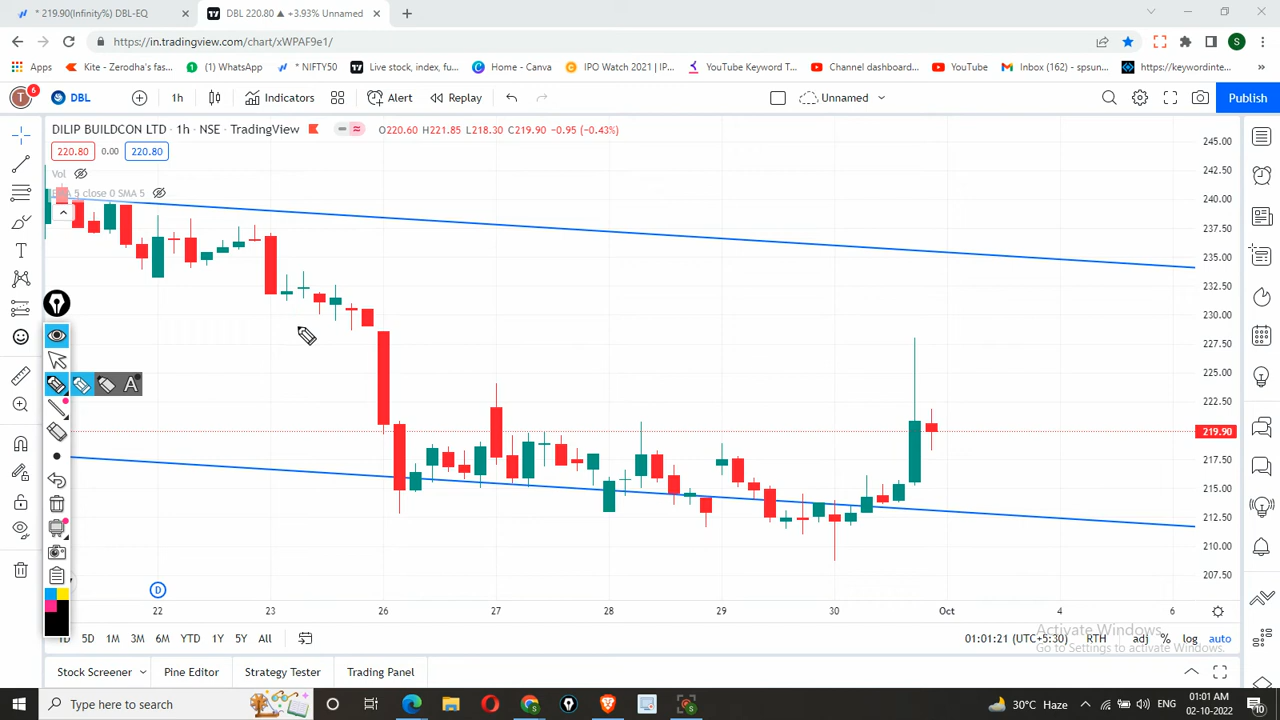 * 219.90(Infinity%) DBL-EQ
DBL 220.80 ▲ +3.93% Unnamed
https://in.tradingview.com/chart/xWPAF9e1/
S
Apps
Kite - Zerodha's fas...
(1) WhatsApp
* NIFTY50
Live stock, index, fu...
Home - Canva
IPO Watch 2021 | IP...
YouTube Keyword T...
Channel dashboard...
YouTube
Inbox (162) - spsun...
https://keywordinte...
T 6
DBL
1h
Indicators
Alert
Replay
Unnamed
Publish
DILIP BUILDCON LTD · 1h · NSE · TradingView
O220.60 H221.85 L218.30 C219.90 -0.95 (-0.43%)
220.80 0.00 220.80
Vol
5 close 0 SMA 5
245.00
242.50
240.00
237.50
235.00
232.50
230.00
227.50
225.00
222.50
219.90
217.50
215.00
212.50
210.00
207.50
A
D
22 23 26 27 28 29 30 Oct 4 6
1D 5D 1M 3M 6M YTD 1Y 5Y All
01:01:21 (UTC+5:30) RTH adj % log auto
Activate Windows
Go to Settings to activate Windows.
Stock Screener
Pine Editor
Strategy Tester
Trading Panel
Type here to search
30°C Haze
ENG
01:01 AM
02-10-2022
10